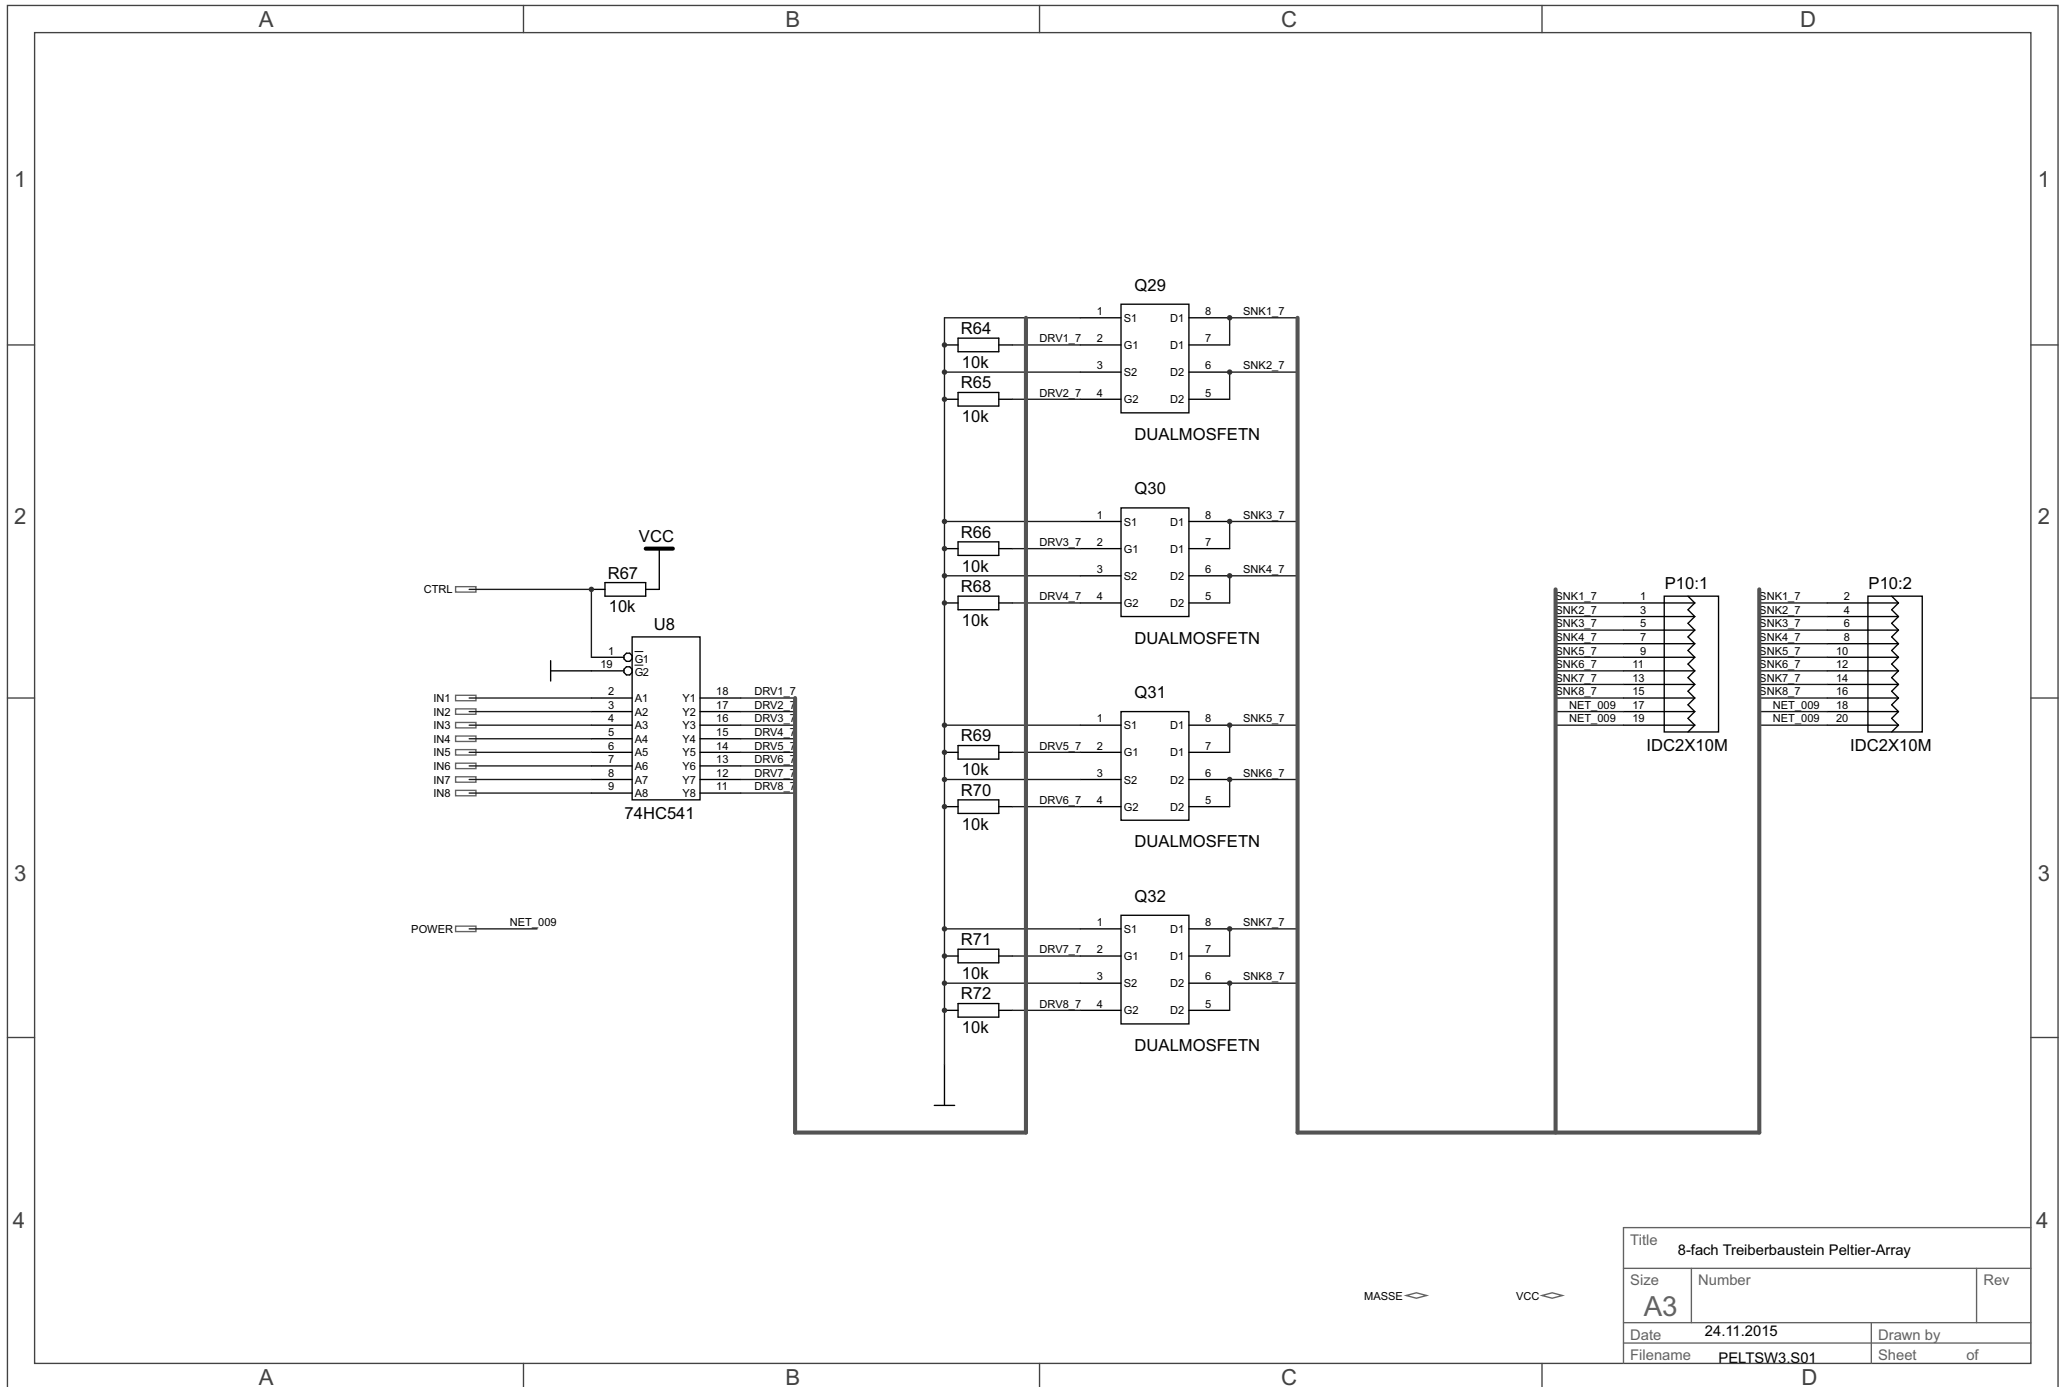 A B C D
1 1
Q29
1 S1 D1 8 SNK1_7
R64 DRV1_7 2 G1 D1 7
10k 3 S2 D2 6 SNK2_7
R65 DRV2_7 4 G2 D2 5
10k
DUALMOSFETN
Q30
2 2
1 S1 D1 8 SNK3_7
R66 DRV3_7 2 G1 D1 7
10k 3 S2 D2 6 SNK4_7
R68 DRV4_7 4 G2 D2 5
10k
DUALMOSFETN
VCC
CTRL R67
10k
U8
1 G1
19 G2
IN1 2 A1 Y1 18 DRV1_7
IN2 3 A2 Y2 17 DRV2_7
IN3 4 A3 Y3 16 DRV3_7
IN4 5 A4 Y4 15 DRV4_7
IN5 6 A5 Y5 14 DRV5_7
IN6 7 A6 Y6 13 DRV6_7
IN7 8 A7 Y7 12 DRV7_7
IN8 9 A8 Y8 11 DRV8_7
74HC541
Q31
1 S1 D1 8 SNK5_7
R69 DRV5_7 2 G1 D1 7
10k 3 S2 D2 6 SNK6_7
R70 DRV6_7 4 G2 D2 5
10k
DUALMOSFETN
P10:1
SNK1_7 1
SNK2_7 3
SNK3_7 5
SNK4_7 7
SNK5_7 9
SNK6_7 11
SNK7_7 13
SNK8_7 15
NET_009 17
NET_009 19
IDC2X10M
P10:2
SNK1_7 2
SNK2_7 4
SNK3_7 6
SNK4_7 8
SNK5_7 10
SNK6_7 12
SNK7_7 14
SNK8_7 16
NET_009 18
NET_009 20
IDC2X10M
3 3
POWER NET_009
Q32
1 S1 D1 8 SNK7_7
R71 DRV7_7 2 G1 D1 7
10k 3 S2 D2 6 SNK8_7
R72 DRV8_7 4 G2 D2 5
10k
DUALMOSFETN
4 4
MASSE VCC
Title 8-fach Treiberbaustein Peltier-Array
Size Number Rev
A3
Date 24.11.2015 Drawn by
Filename PELTSW3.S01 Sheet of
A B C D